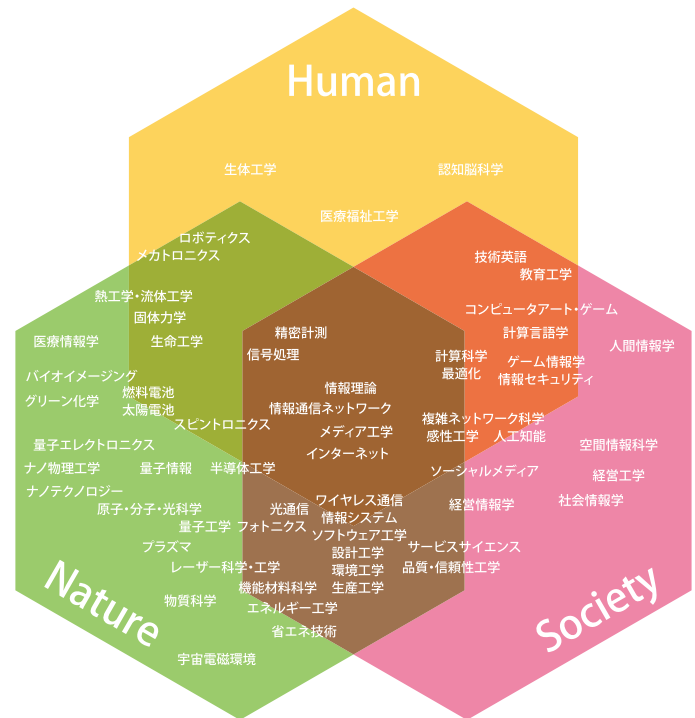 Human
生体工学
認知脳科学
医療福祉工学
ロボティクス
メカトロニクス
技術英語
教育工学
熱工学・流体工学
固体力学
コンピュータアート・ゲーム
医療情報学
生命工学
精密計測
信号処理
計算言語学
人間情報学
計算科学
最適化
ゲーム情報学
情報セキュリティ
バイオイメージング
グリーン化学
燃料電池
太陽電池
情報理論
情報通信ネットワーク
スピントロニクス
メディア工学
インターネット
複雑ネットワーク科学
感性工学
人工知能
量子エレクトロニクス
空間情報科学
ナノ物理工学
量子情報
半導体工学
ソーシャルメディア
経営工学
ナノテクノロジー
原子・分子・光科学
光通信
ワイヤレス通信
経営情報学
社会情報学
量子工学
フォトニクス
情報システム
ソフトウェア工学
プラズマ
設計工学
サービスサイエンス
レーザー科学・工学
環境工学
品質・信頼性工学
機能材料科学
生産工学
物質科学
エネルギー工学
省エネ技術
宇宙電磁環境
Nature
Society